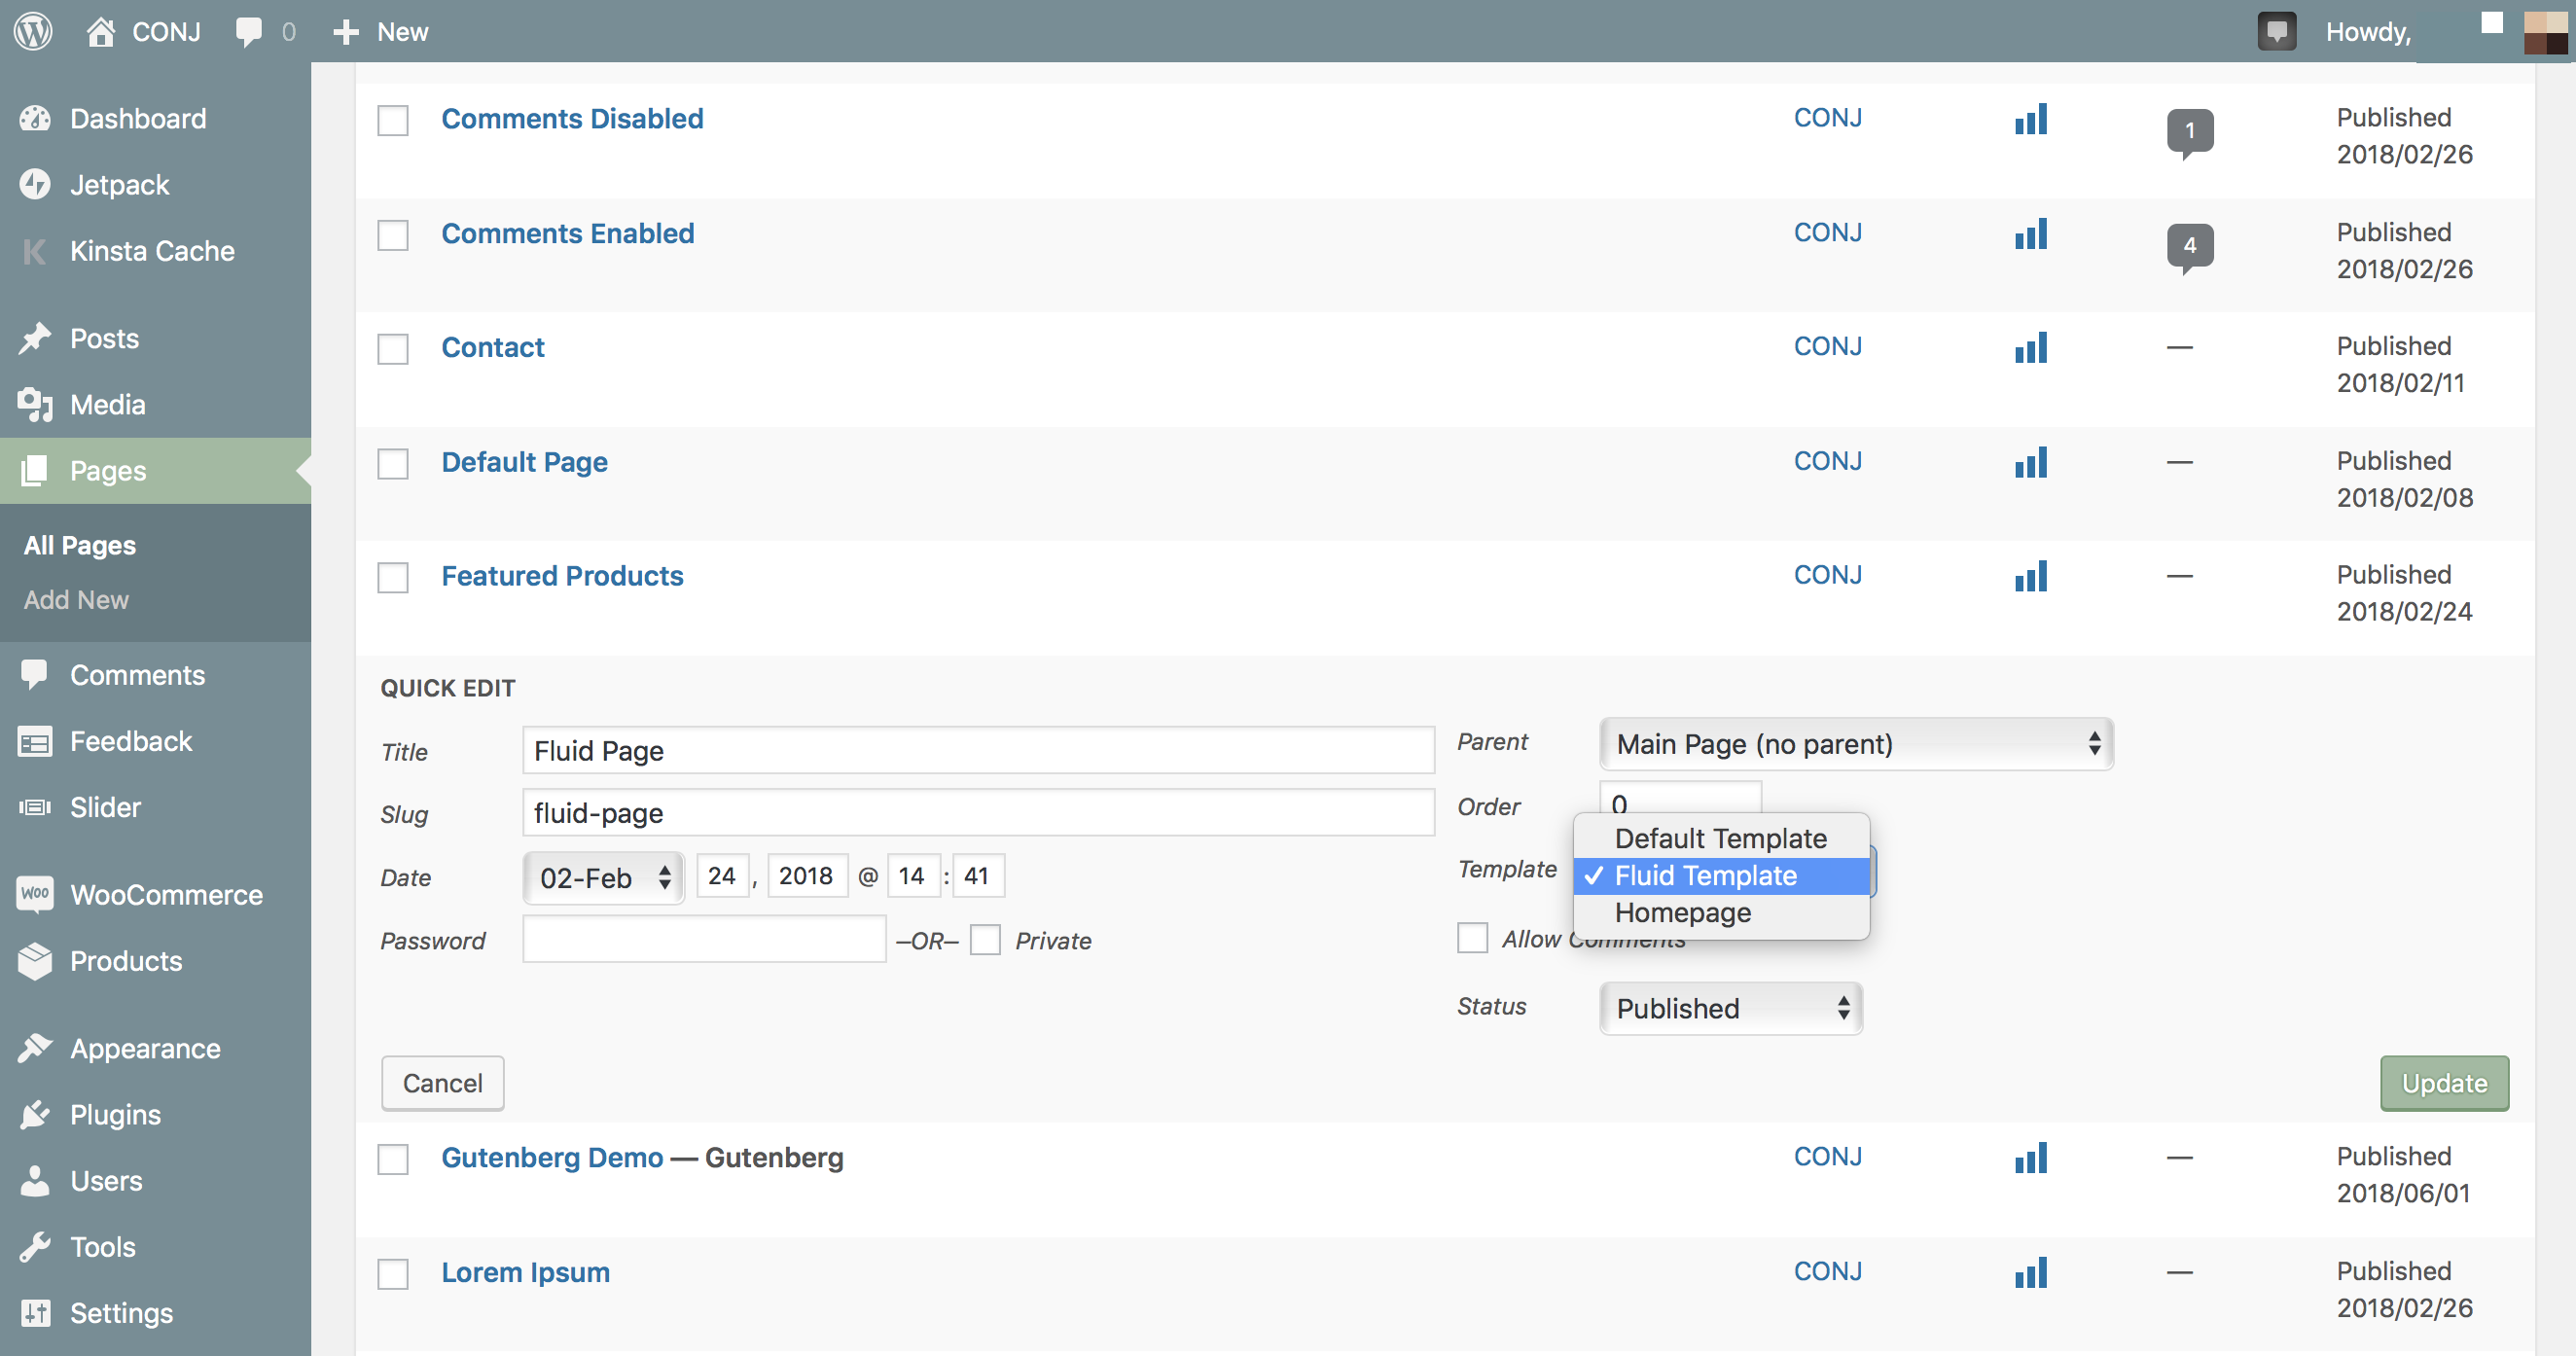 CONJ 0 New Howdy,
Dashboard
Jetpack
Kinsta Cache
Posts
Media
Pages
All Pages
Add New
Comments
Feedback
Slider
WOO WooCommerce
Products
Appearance
Plugins
Users
Tools
Settings
Comments Disabled CONJ 1 Published
2018/02/26
Comments Enabled CONJ 4 Published
2018/02/26
Contact CONJ — Published
2018/02/11
Default Page CONJ — Published
2018/02/08
Featured Products CONJ — Published
2018/02/24
QUICK EDIT
Title Fluid Page
Slug fluid-page
Date 02-Feb 24 , 2018 @ 14 : 41
Password –OR– Private
Parent Main Page (no parent)
Order 0
Template
Default Template
✓ Fluid Template
Homepage
Allow Comments
Status Published
Cancel Update
Gutenberg Demo — Gutenberg CONJ — Published
2018/06/01
Lorem Ipsum CONJ — Published
2018/02/26